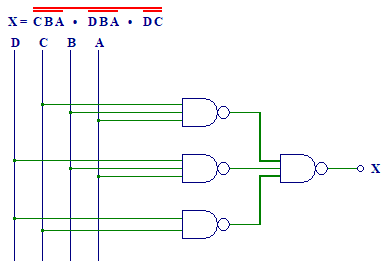 X = CBA • DBA • DC
D C B A
X